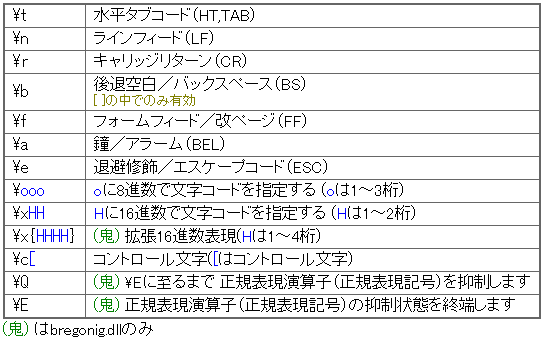 ¥t 水平タブコード(HT,TAB)
¥n ラインフィード(LF)
¥r キャリッジリターン(CR)
¥b 後退空白／バックスペース(BS)
[ ]の中でのみ有効
¥f フォームフィード／改ページ(FF)
¥a 鐘／アラーム(BEL)
¥e 退避修飾／エスケープコード(ESC)
¥ooo oに8進数で文字コードを指定する (oは1～3桁)
¥xHH Hに16進数で文字コードを指定する (Hは1～2桁)
¥x{HHHH} (鬼) 拡張16進数表現(Hは1～4桁)
¥c[ コントロール文字([はコントロール文字)
¥Q (鬼) ¥Eに至るまで 正規表現演算子(正規表現記号)を抑制します
¥E (鬼) 正規表現演算子(正規表現記号)の抑制状態を終端します
(鬼) はbregonig.dllのみ